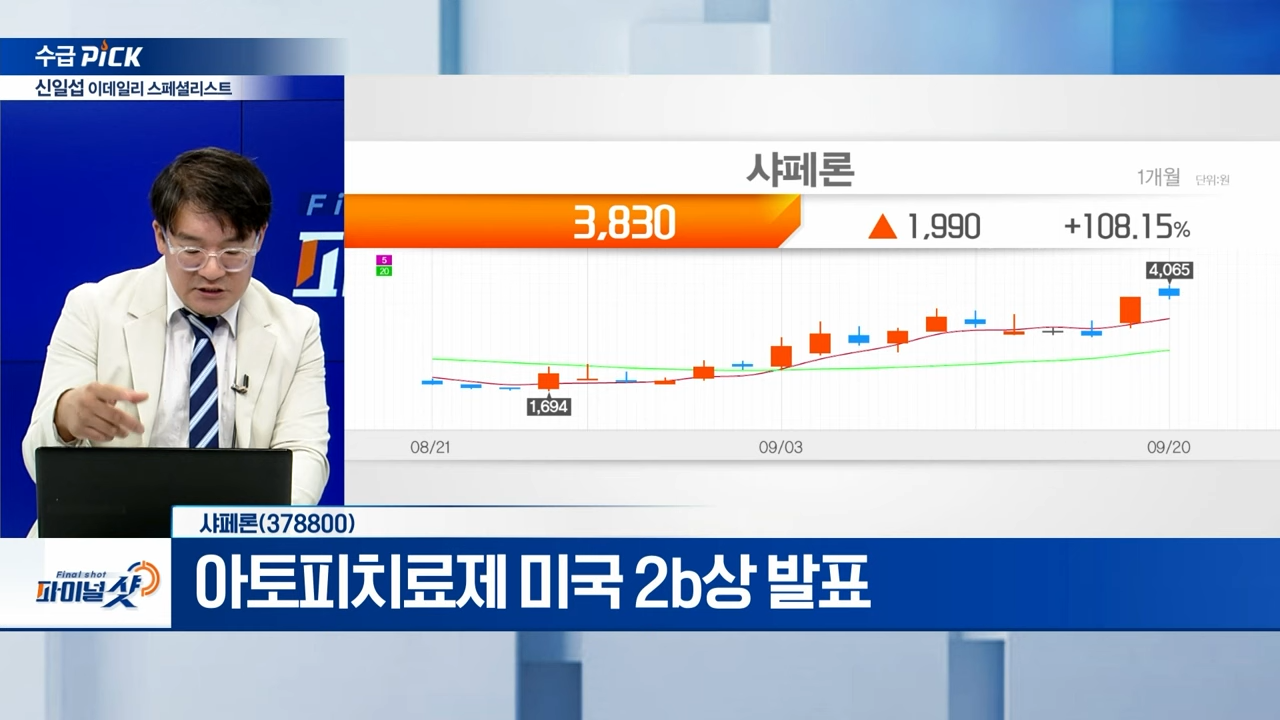 수급 PiCK
신일섭 이데일리 스페셜리스트
Fi
샤페론
1개월 단위:원
3,830 ▲ 1,990 +108.15%
5
20
4,065
1,694
08/21 09/03 09/20
샤페론(378800)
Final shot
파이널샷
아토피치료제 미국 2b상 발표